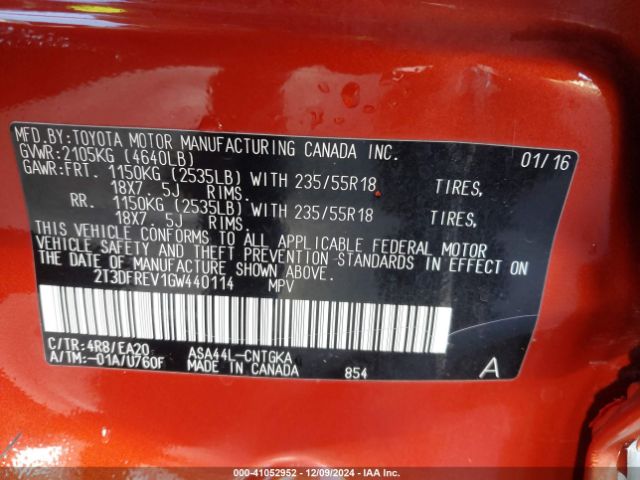 MFD.BY:TOYOTA MOTOR MANUFACTURING CANADA INC. 01/16
GVWR:2105KG (4640LB)
GAWR:FRT. 1150KG (2535LB) WITH 235/55R18 TIRES,
18X7. 5J RIMS.
RR. 1150KG (2535LB) WITH 235/55R18 TIRES,
18X7. 5J RIMS.
THIS VEHICLE CONFORMS TO ALL APPLICABLE FEDERAL MOTOR
VEHICLE SAFETY AND THEFT PREVENTION STANDARDS IN EFFECT ON
THE DATE OF MANUFACTURE SHOWN ABOVE.
2T3DFREV1GW440114 MPV
C/TR:4R8/EA20 ASA44L-CNTGKA
A/TM:-01A/U760F MADE IN CANADA 854 A
000-41052952 - 12/09/2024 - IAA Inc.